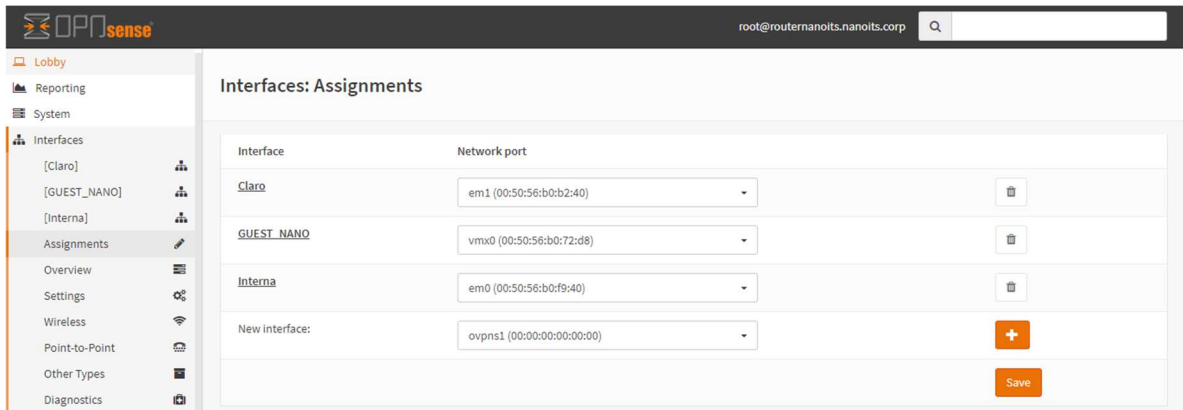 OPNsense
root@routernanoits.nanoits.corp
Lobby
Reporting
System
Interfaces
[Claro]
[GUEST_NANO]
[Interna]
Assignments
Overview
Settings
Wireless
Point-to-Point
Other Types
Diagnostics
Interfaces: Assignments
Interface Network port
Claro em1 (00:50:56:b0:b2:40)
GUEST_NANO vmx0 (00:50:56:b0:72:d8)
Interna em0 (00:50:56:b0:f9:40)
New interface: ovpns1 (00:00:00:00:00:00)
Save